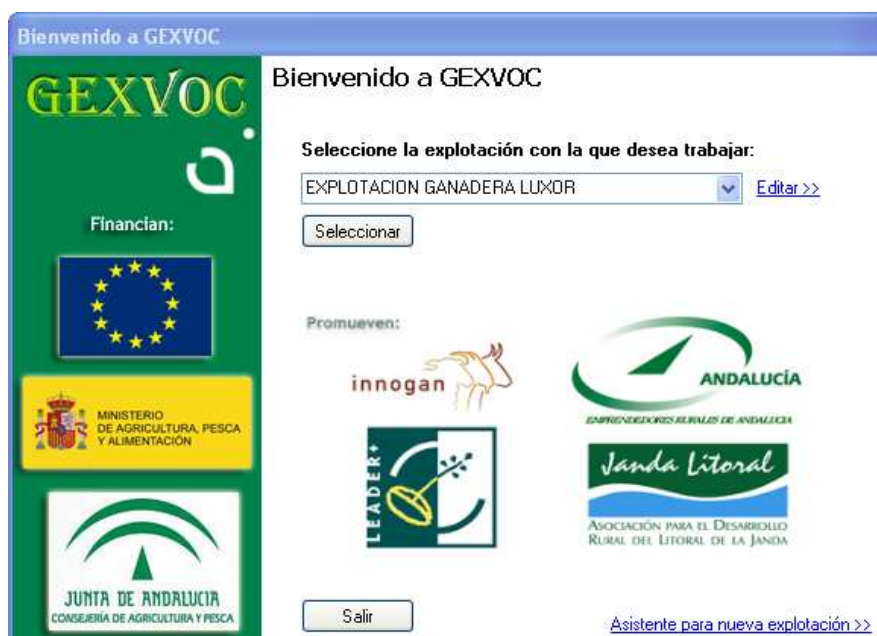 Bienvenido a GEXVOC
GEXVOC
Financian:
MINISTERIO
DE AGRICULTURA, PESCA
Y ALIMENTACIÓN
JUNTA DE ANDALUCIA
CONSEJERÍA DE AGRICULTURA Y PESCA
Bienvenido a GEXVOC
Seleccione la explotación con la que desea trabajar:
EXPLOTACION GANADERA LUXOR
Editar >>
Seleccionar
Promueven:
innogan
ANDALUCÍA
EMPRENDEDORES RURALES DE ANDALUCIA
LEADER+
Janda Litoral
ASOCIACIÓN PARA EL DESARROLLO
RURAL DEL LITORAL DE LA JANDA
Salir
Asistente para nueva explotación >>